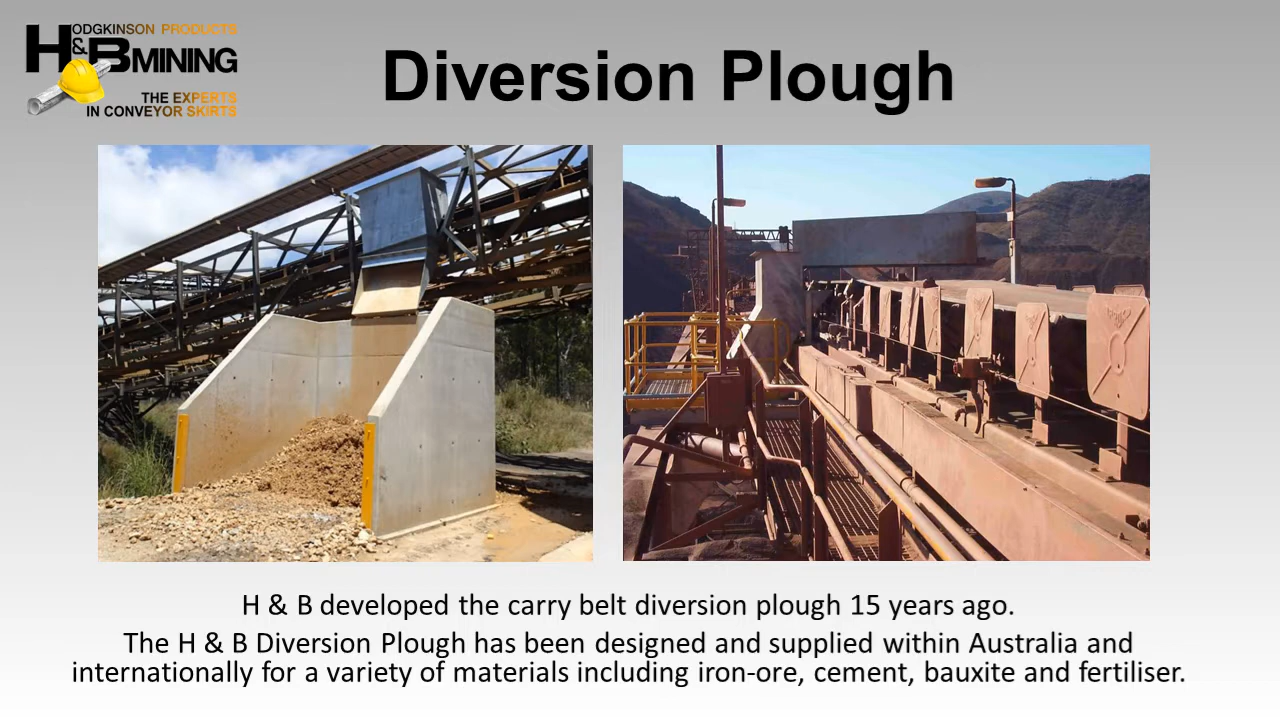 HODGKINSON PRODUCTS
& BMINING
THE EXPERTS
IN CONVEYOR SKIRTS
Diversion Plough
H & B developed the carry belt diversion plough 15 years ago.
The H & B Diversion Plough has been designed and supplied within Australia and
internationally for a variety of materials including iron-ore, cement, bauxite and fertiliser.